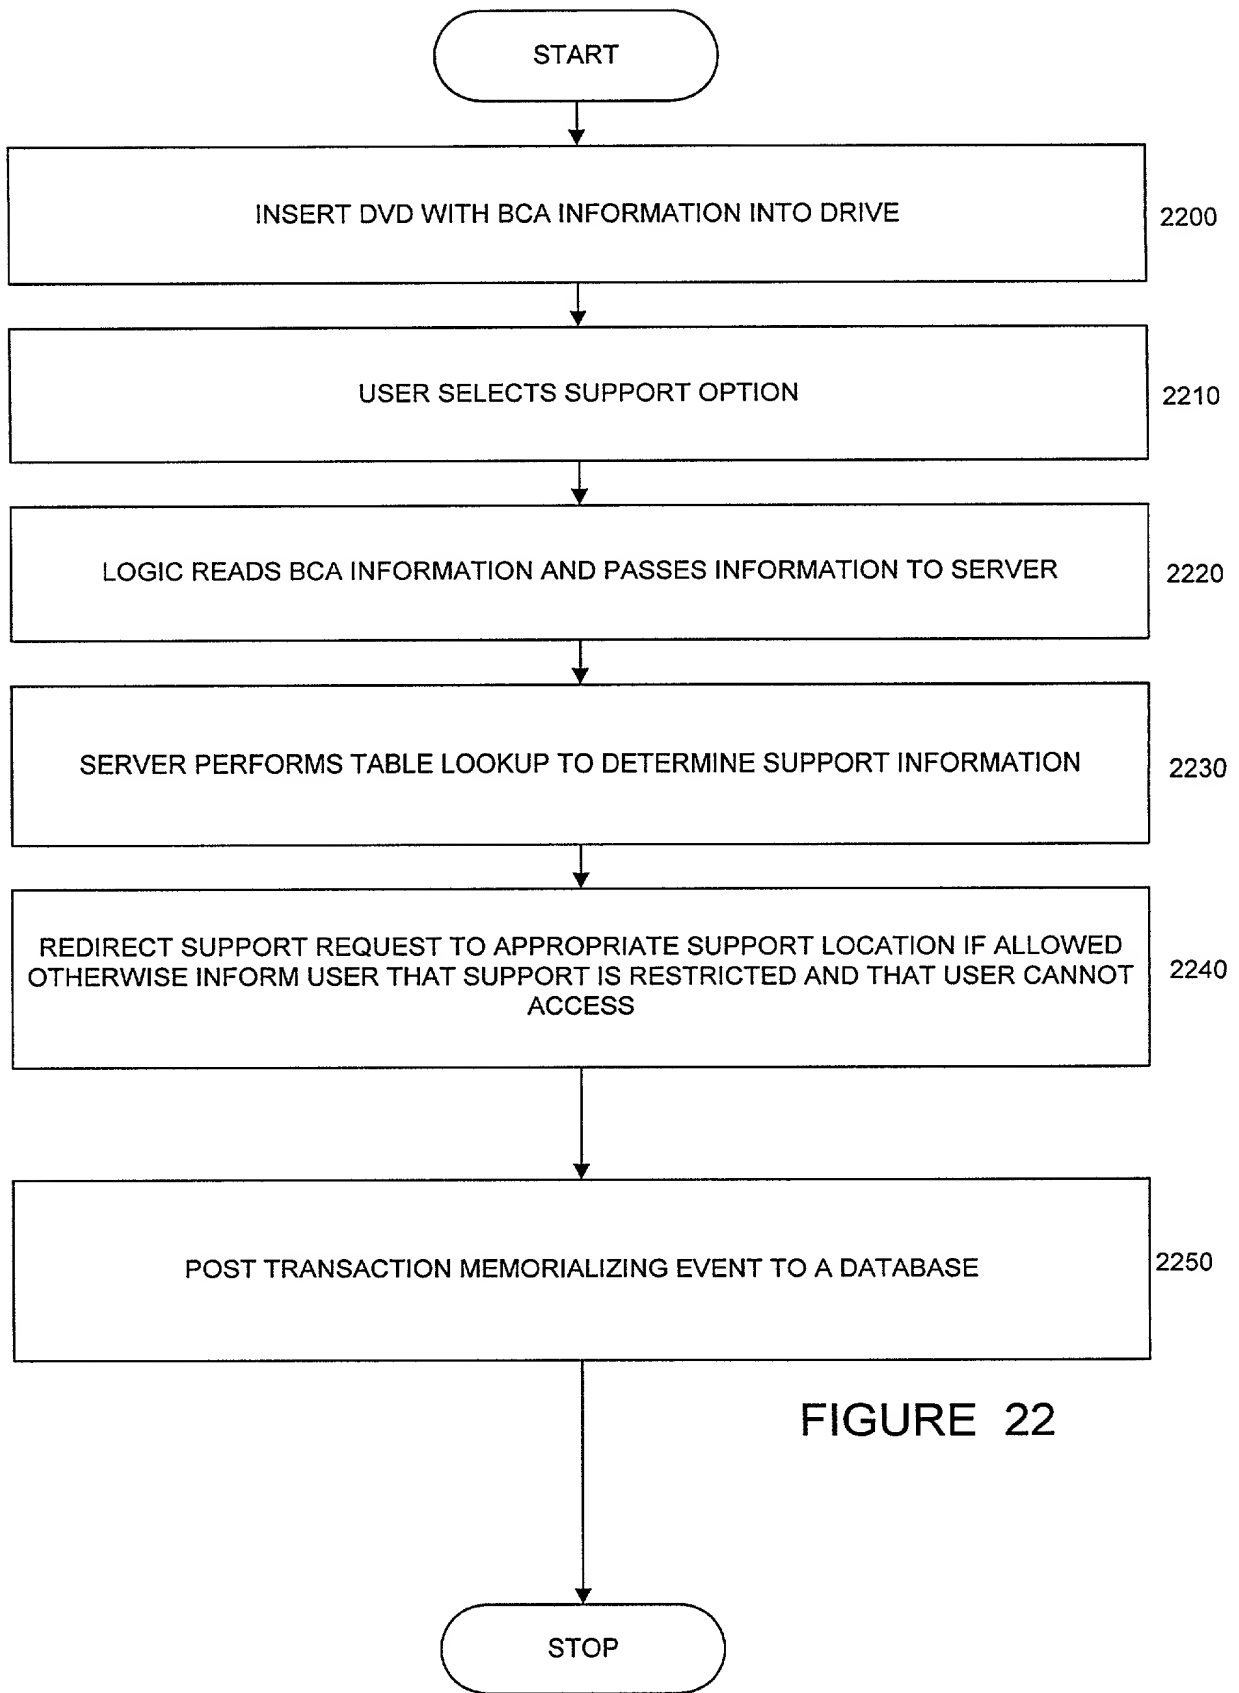 START
INSERT DVD WITH BCA INFORMATION INTO DRIVE
2200
USER SELECTS SUPPORT OPTION
2210
LOGIC READS BCA INFORMATION AND PASSES INFORMATION TO SERVER
2220
SERVER PERFORMS TABLE LOOKUP TO DETERMINE SUPPORT INFORMATION
2230
REDIRECT SUPPORT REQUEST TO APPROPRIATE SUPPORT LOCATION IF ALLOWED
OTHERWISE INFORM USER THAT SUPPORT IS RESTRICTED AND THAT USER CANNOT
ACCESS
2240
POST TRANSACTION MEMORIALIZING EVENT TO A DATABASE
2250
FIGURE 22
STOP